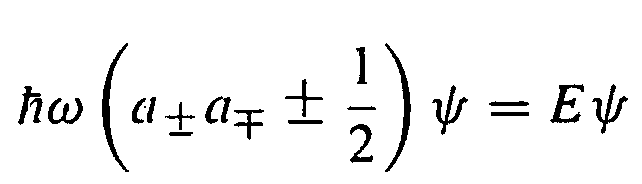 ℏω(a±a∓ ± 1/2)ψ = Eψ